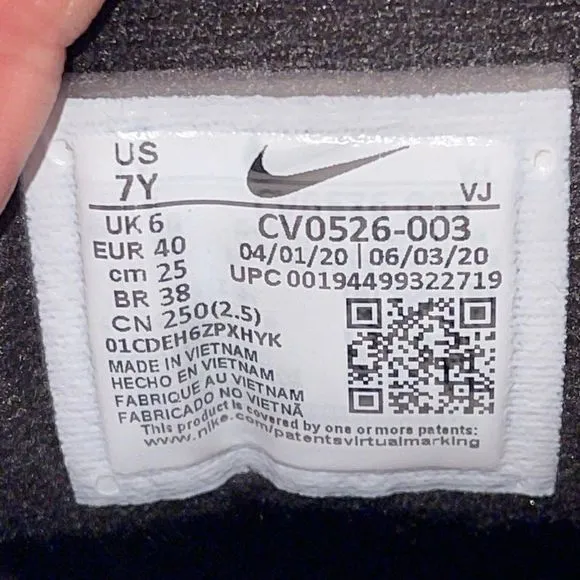 US
7Y
VJ
UK 6
EUR 40
cm 25
BR 38
CN 250(2.5)
CV0526-003
04/01/20 | 06/03/20
UPC 00194499322719
01CDEH6ZPXHYK
MADE IN VIETNAM
HECHO EN VIETNAM
FABRIQUE AU VIETNAM
FABRICADO NO VIETNÃ
This product is covered by one or more patents:
www.nike.com/patentsvirtualmarking